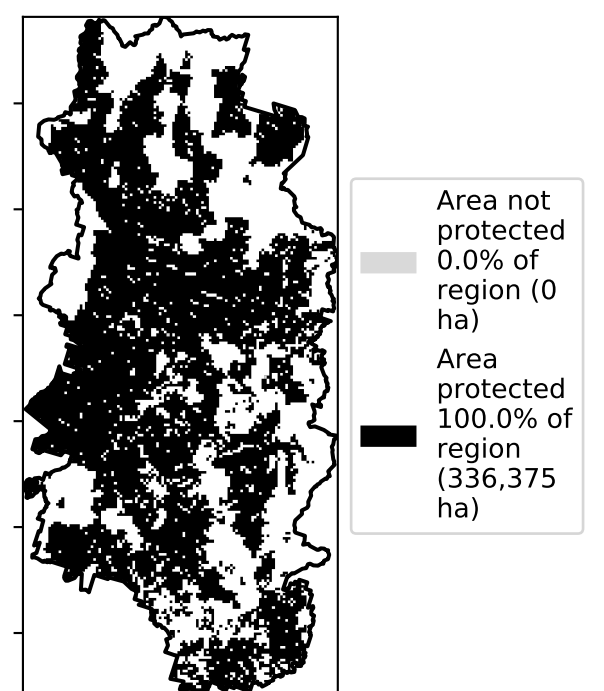 Area not
protected
0.0% of
region (0
ha)
Area
protected
100.0% of
region
(336,375
ha)